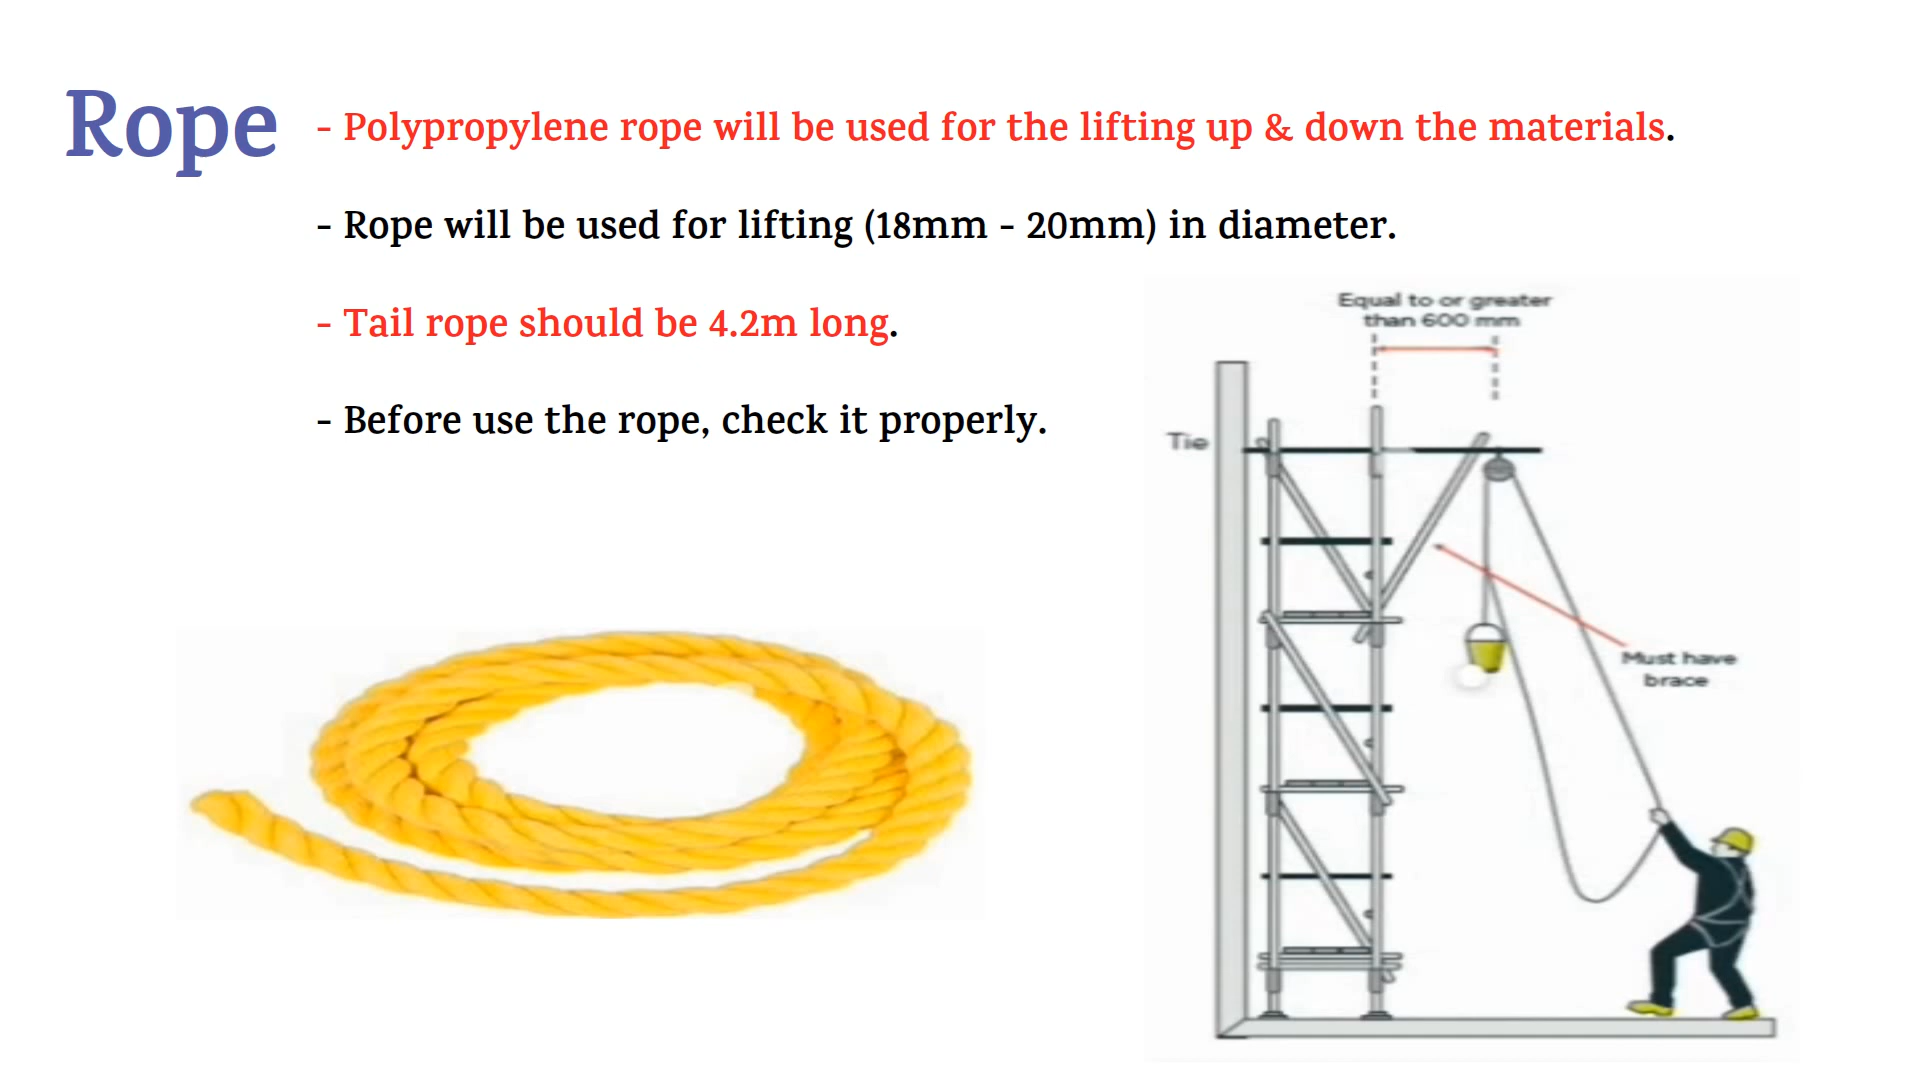 Rope
- Polypropylene rope will be used for the lifting up & down the materials.
- Rope will be used for lifting (18mm - 20mm) in diameter.
- Tail rope should be 4.2m long.
- Before use the rope, check it properly.
Equal to or greater
than 600 mm
Tie
Must have
brace